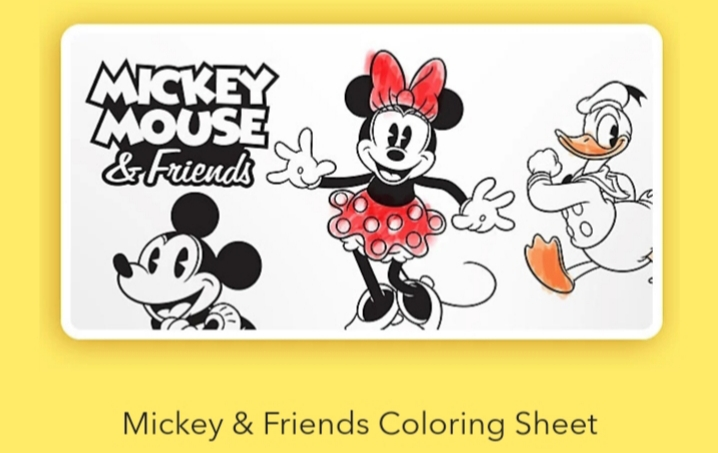 MICKEY
MOUSE
& Friends
Mickey & Friends Coloring Sheet